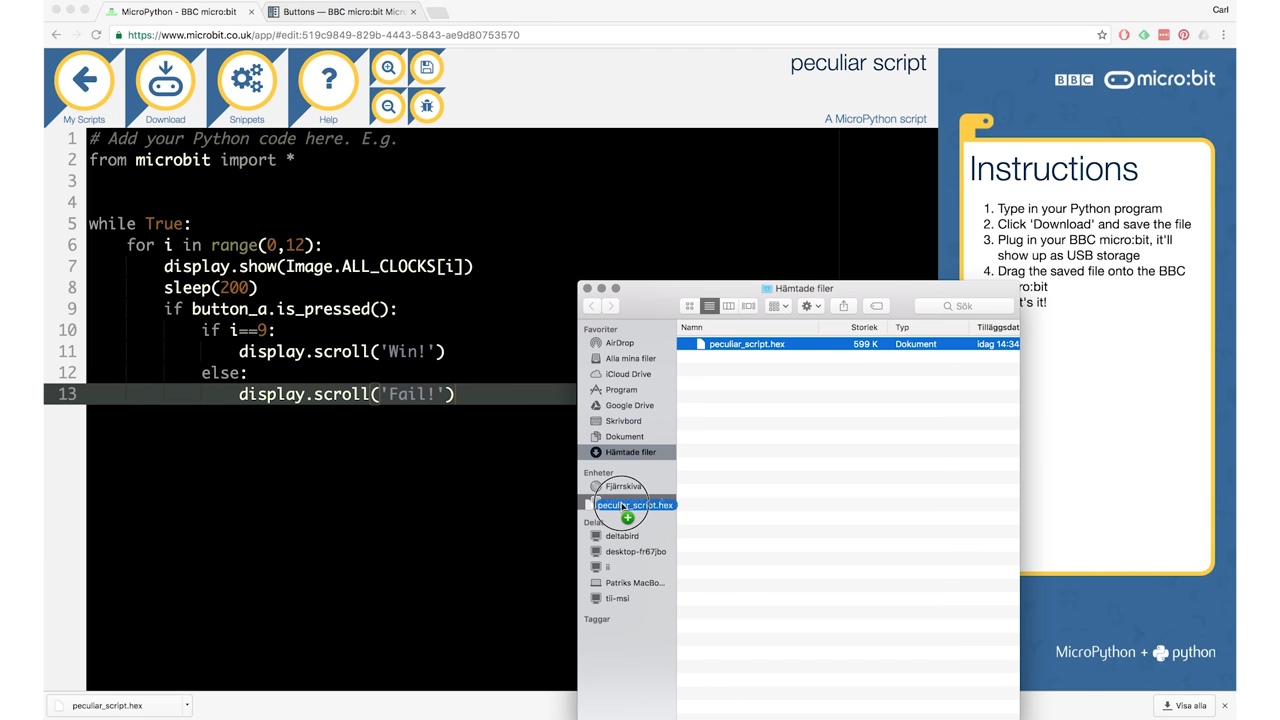 MicroPython - BBC micro:bit
Buttons — BBC micro:bit Micr
Carl
https://www.microbit.co.uk/app/#edit:519c9849-829b-4443-5843-ae9d80753570
My Scripts
Download
Snippets
?
Help
peculiar script
A MicroPython script
BBC micro:bit
1 # Add your Python code here. E.g.
2 from microbit import *
3
4
5 while True:
6 for i in range(0,12):
7 display.show(Image.ALL_CLOCKS[i])
8 sleep(200)
9 if button_a.is_pressed():
10 if i==9:
11 display.scroll('Win!')
12 else:
13 display.scroll('Fail!')
Instructions
1. Type in your Python program
2. Click 'Download' and save the file
3. Plug in your BBC micro:bit, it'll
show up as USB storage
4. Drag the saved file onto the BBC
ro:bit
's it!
Hämtade filer
Sök
Favoriter
AirDrop
Alla mina filer
iCloud Drive
Program
Google Drive
Skrivbord
Dokument
Hämtade filer
Enheter
Fjärrskiva
peculiar_script.hex
Delat
deltabird
desktop-fr67jbo
ii
Patriks MacBo...
tii-msi
Taggar
Namn Storlek Typ Tilläggsdat
peculiar_script.hex 599 K Dokument idag 14:34
MicroPython + python
peculiar_script.hex
Visa alla